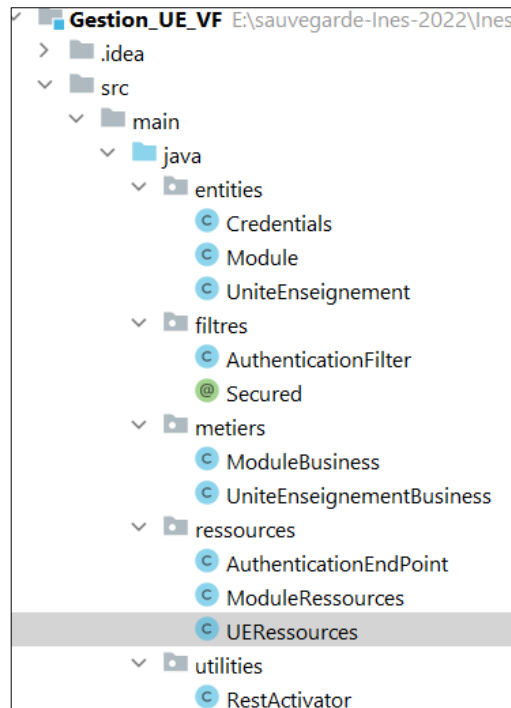 Gestion_UE_VF E:\sauvegarde-Ines-2022\Ines
.idea
src
main
java
entities
C Credentials
C Module
C UniteEnseignement
filtres
C AuthenticationFilter
@ Secured
metiers
C ModuleBusiness
C UniteEnseignementBusiness
ressources
C AuthenticationEndPoint
C ModuleRessources
C UERessources
utilities
C RestActivator